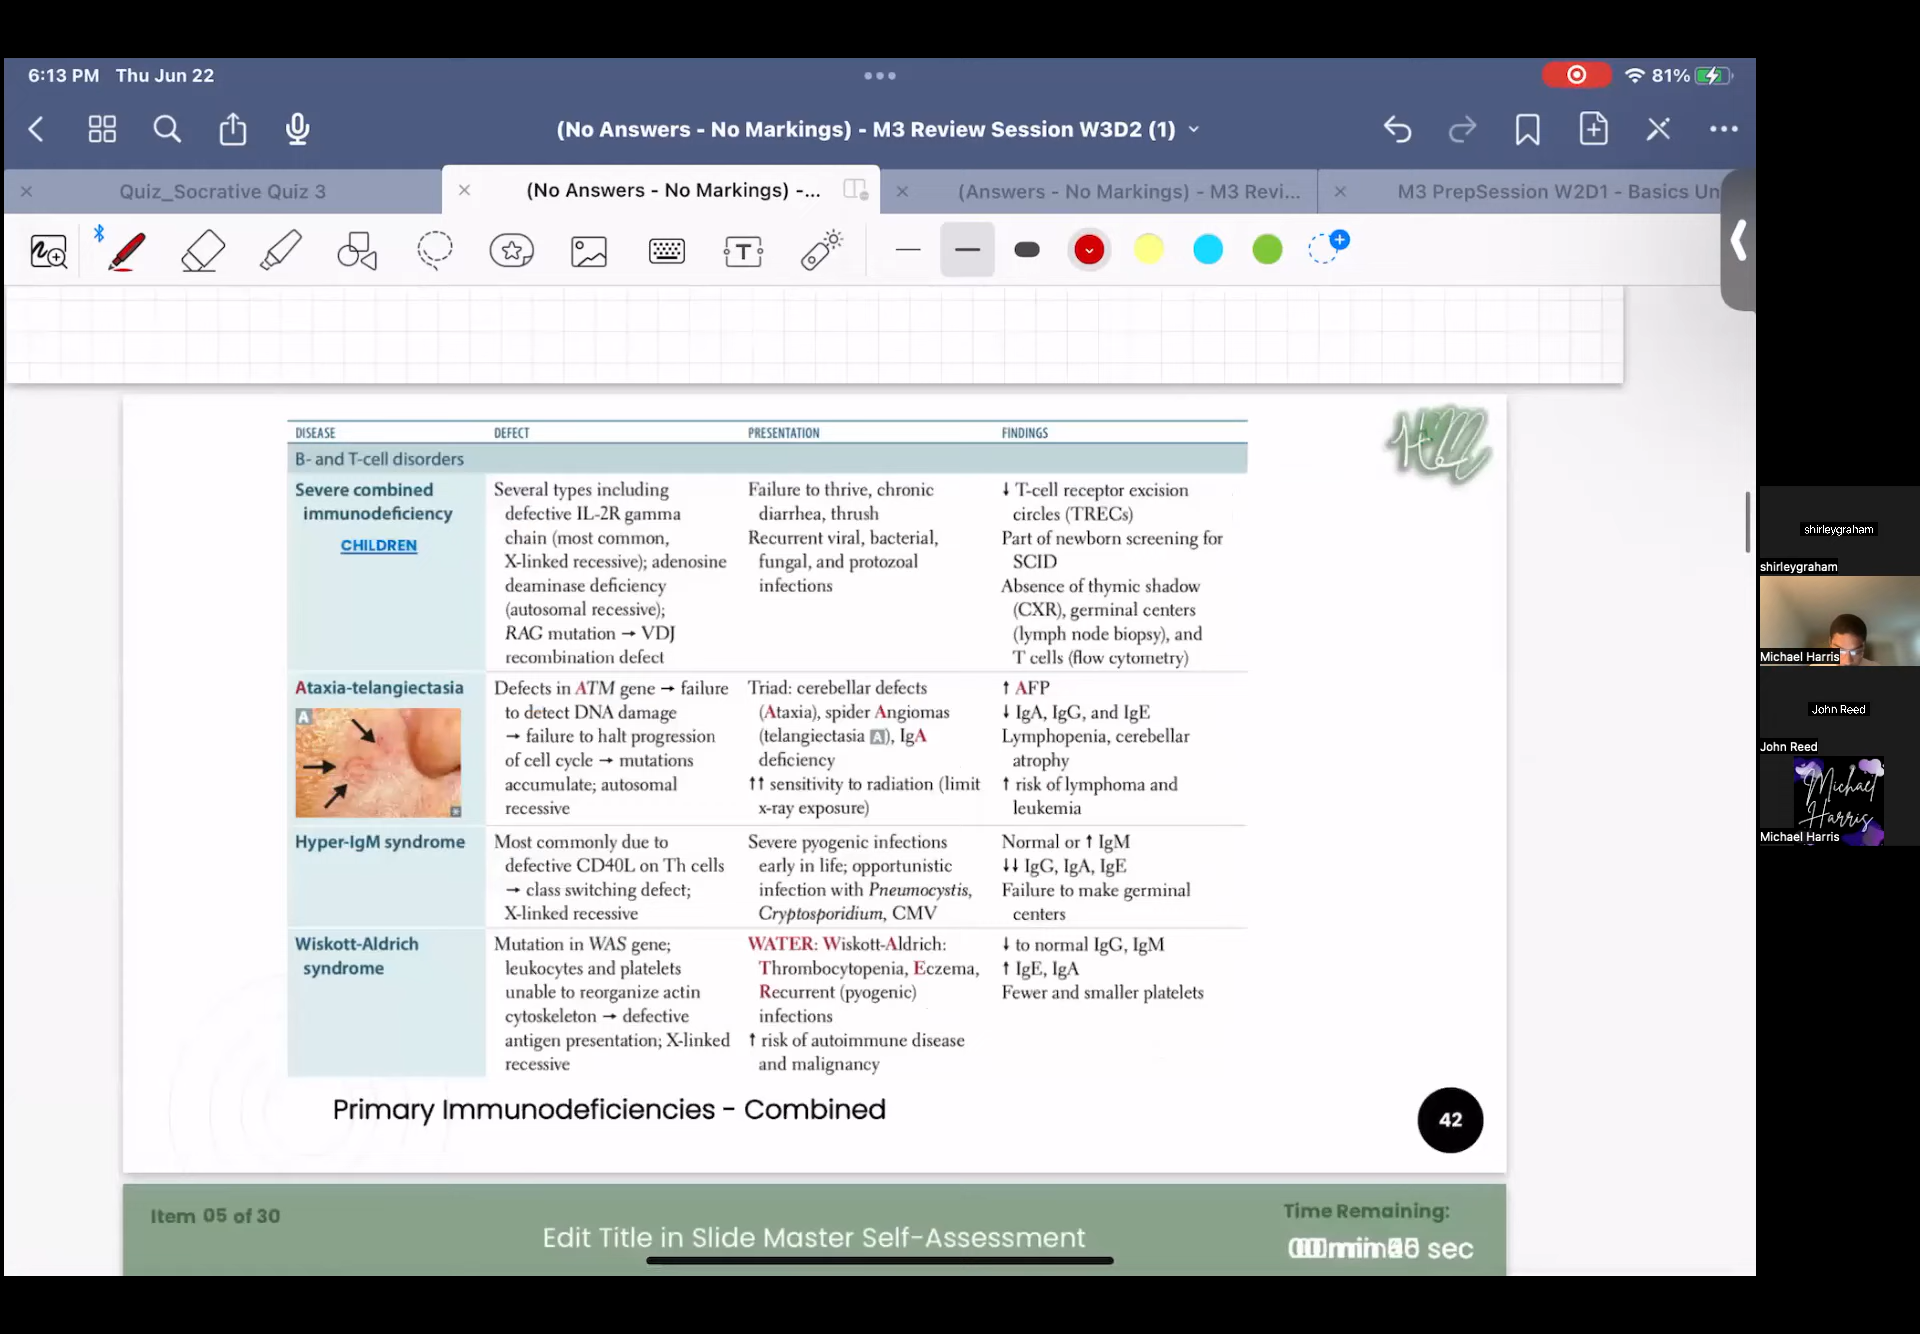 6:13 PM Thu Jun 22
81%
(No Answers - No Markings) - M3 Review Session W3D2 (1)
Quiz_Socrative Quiz 3
(No Answers - No Markings) -...
(Answers - No Markings) - M3 Revi...
M3 PrepSession W2D1 - Basics Un
T
DISEASE DEFECT PRESENTATION FINDINGS
B- and T-cell disorders
Severe combined
immunodeficiency
CHILDREN
Several types including
defective IL-2R gamma
chain (most common,
X-linked recessive); adenosine
deaminase deficiency
(autosomal recessive);
RAG mutation → VDJ
recombination defect
Failure to thrive, chronic
diarrhea, thrush
Recurrent viral, bacterial,
fungal, and protozoal
infections
↓ T-cell receptor excision
circles (TRECs)
Part of newborn screening for
SCID
Absence of thymic shadow
(CXR), germinal centers
(lymph node biopsy), and
T cells (flow cytometry)
Ataxia-telangiectasia
A
Defects in ATM gene → failure
to detect DNA damage
→ failure to halt progression
of cell cycle → mutations
accumulate; autosomal
recessive
Triad: cerebellar defects
(Ataxia), spider Angiomas
(telangiectasia A), IgA
deficiency
↑↑ sensitivity to radiation (limit
x-ray exposure)
↑ AFP
↓ IgA, IgG, and IgE
Lymphopenia, cerebellar
atrophy
↑ risk of lymphoma and
leukemia
Hyper-IgM syndrome
Most commonly due to
defective CD40L on Th cells
→ class switching defect;
X-linked recessive
Severe pyogenic infections
early in life; opportunistic
infection with Pneumocystis,
Cryptosporidium, CMV
Normal or ↑ IgM
↓↓ IgG, IgA, IgE
Failure to make germinal
centers
Wiskott-Aldrich
syndrome
Mutation in WAS gene;
leukocytes and platelets
unable to reorganize actin
cytoskeleton → defective
antigen presentation; X-linked
recessive
WATER: Wiskott-Aldrich:
Thrombocytopenia, Eczema,
Recurrent (pyogenic)
infections
↑ risk of autoimmune disease
and malignancy
↓ to normal IgG, IgM
↑ IgE, IgA
Fewer and smaller platelets
Primary Immunodeficiencies - Combined
42
Item 05 of 30
Edit Title in Slide Master Self-Assessment
Time Remaining:
sec
shirleygraham
shirleygraham
Michael Harris
John Reed
John Reed
Michael
Harris
Michael Harris